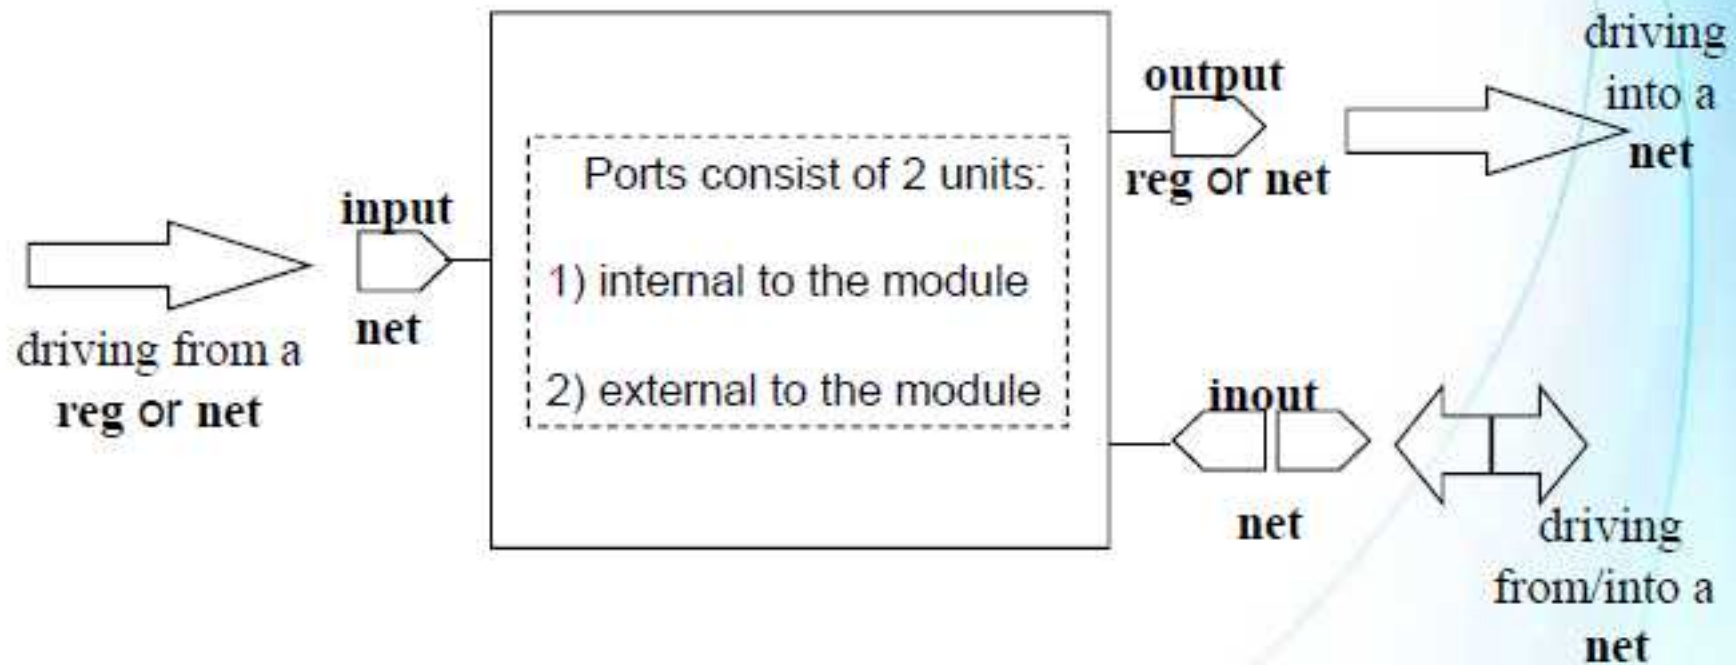 input
net
driving from a
reg or net
Ports consist of 2 units:
1) internal to the module
2) external to the module
output
reg or net
driving
into a
net
inout
net
driving
from/into a
net